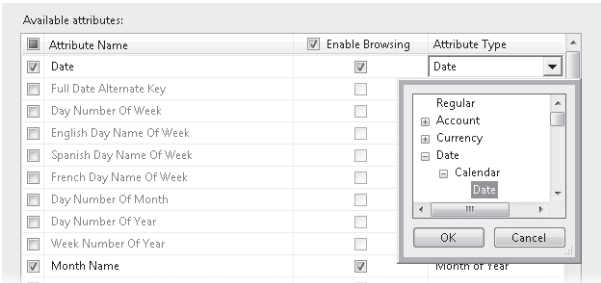 Available attributes:
Attribute Name Enable Browsing Attribute Type
Date Date
Full Date Alternate Key
Regular
Day Number Of Week
Account
English Day Name Of Week
Currency
Spanish Day Name Of Week
Date
French Day Name Of Week
Calendar
Day Number Of Month
Date
Day Number Of Year
Week Number Of Year
OK Cancel
Month Name Month of Year